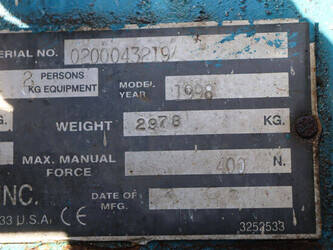 ERIAL NO. 0200043219
2 PERSONS
KG EQUIPMENT
MODEL YEAR 1998
G. WEIGHT 2978 KG.
MAX. MANUAL FORCE 400 N.
INC.
DATE OF MFG.
33 U.S.A. CE
3252533